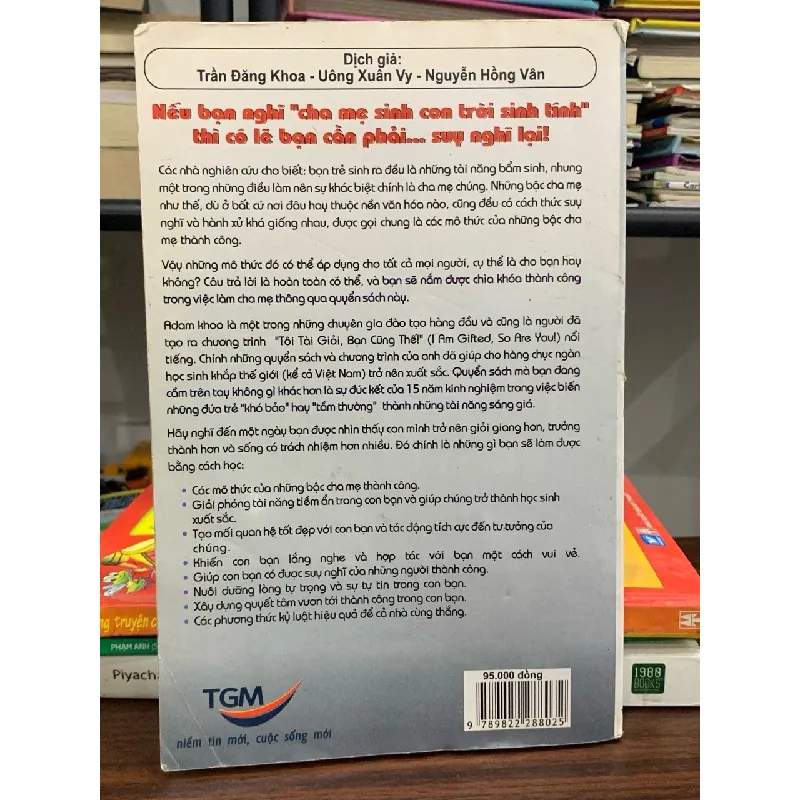 Dịch giả:
Trần Đăng Khoa - Uông Xuân Vy - Nguyễn Hồng Vân
Nếu bạn nghĩ "cha mẹ sinh con trời sinh tính"
thì có lẽ bạn cần phải... suy nghĩ lại!
Các nhà nghiên cứu cho biết: bọn trẻ sinh ra đều là những tài năng bẩm sinh, nhưng
một trong những điều làm nên sự khác biệt chính là cha mẹ chúng. Những bậc cha mẹ
như thế, dù ở bất cứ nơi đâu hay thuộc nền văn hóa nào, cũng đều có cách thức suy
nghĩ và hành xử khá giống nhau, được gọi chung là các mô thức của những bậc cha
mẹ thành công.
Vậy những mô thức đó có thể áp dụng cho tất cả mọi người, cụ thể là cho bạn hay
không? Câu trả lời là hoàn toàn có thể, và bạn sẽ nắm được chìa khóa thành công
trong việc làm cha mẹ thông qua quyển sách này.
Adam khoa là một trong những chuyên gia đào tạo hàng đầu và cũng là người đã
tạo ra chương trình "Tôi Tài Giỏi, Bạn Cũng Thế!" (I Am Gifted, So Are You!) nổi
tiếng. Chính những quyển sách và chương trình của anh đã giúp cho hàng chục ngàn
học sinh khắp thế giới (kể cả Việt Nam) trở nên xuất sắc. Quyển sách mà bạn đang
cầm trên tay không gì khác hơn là sự đúc kết của 15 năm kinh nghiệm trong việc biến
những đứa trẻ "khó bảo" hay "tầm thường" thành những tài năng sáng giá.
Hãy nghĩ đến một ngày bạn được nhìn thấy con mình trở nên giỏi giang hơn, trưởng
thành hơn và sống có trách nhiệm hơn nhiều. Đó chính là những gì bạn sẽ làm được
bằng cách học:
• Các mô thức của những bậc cha mẹ thành công.
• Giải phóng tài năng tiềm ẩn trong con bạn và giúp chúng trở thành học sinh
xuất sắc.
• Tạo mối quan hệ tốt đẹp với con bạn và tác động tích cực đến tư tưởng của
chúng.
• Khiến con bạn lắng nghe và hợp tác với bạn một cách vui vẻ.
• Giúp con bạn có được suy nghĩ của những người thành công.
• Nuôi dưỡng lòng tự trọng và sự tự tin trong con bạn.
• Xây dựng quyết tâm vươn tới thành công trong con bạn.
• Các phương thức kỷ luật hiệu quả để cả nhà cùng thắng.
95.000 đồng
9 789822 288025
TGM
niềm tin mới, cuộc sống mới
ng truyện c
PHẠM ANH
Piyacha
1980
BOOKS